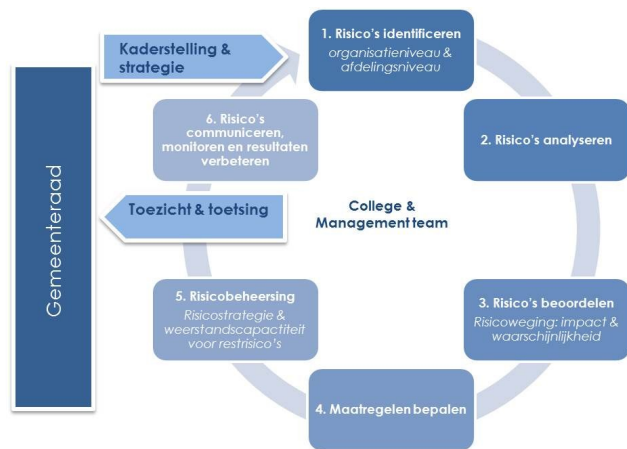 Gemeenteraad
Kaderstelling &
strategie
1. Risico's identificeren
organisatieniveau &
afdelingsniveau
2. Risico's analyseren
3. Risico's beoordelen
Risicoweging: impact &
waarschijnlijkheid
4. Maatregelen bepalen
5. Risicobeheersing
Risicostrategie &
weerstandscapactiteit
voor restrisico's
6. Risico's
communiceren,
monitoren en resultaten
verbeteren
Toezicht & toetsing
College &
Management team